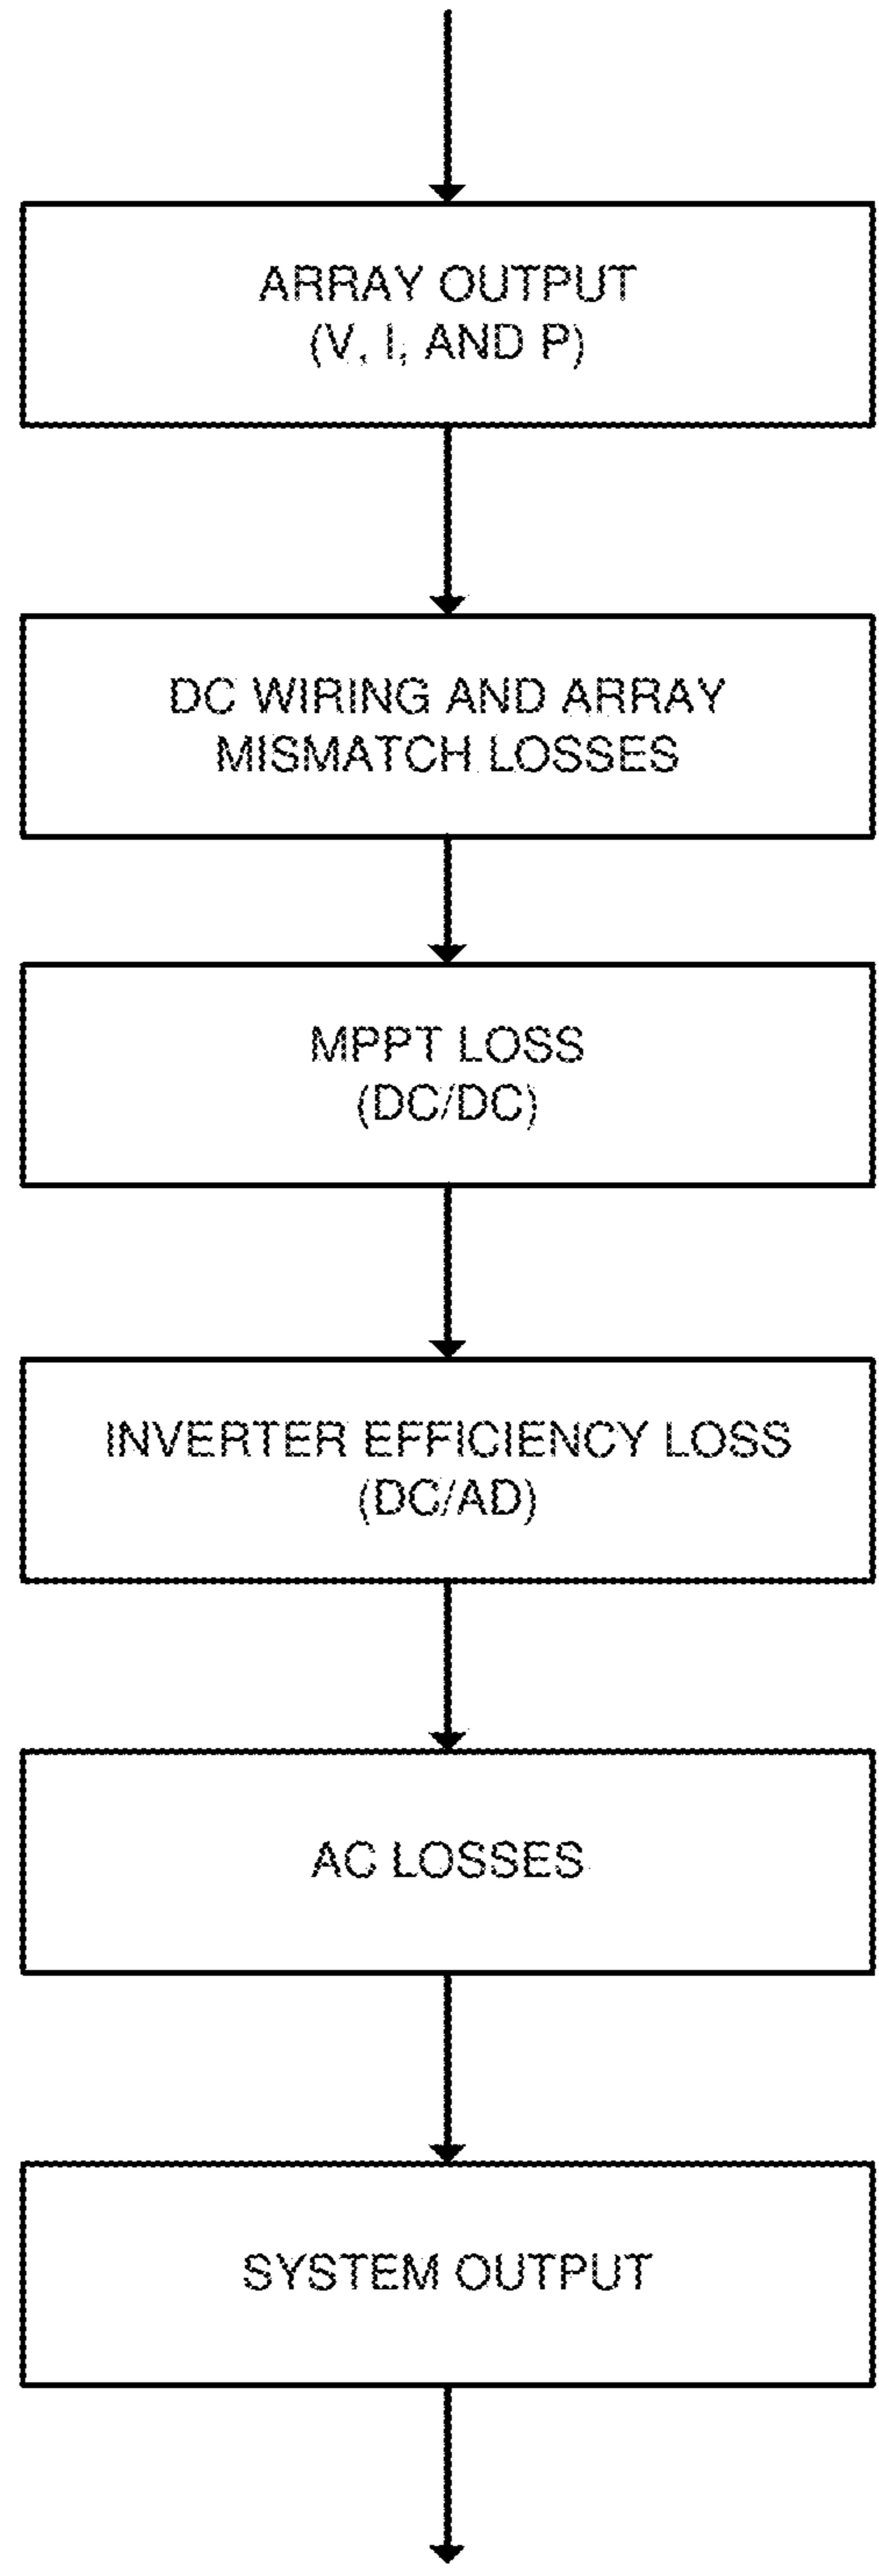 ARRAY OUTPUT
(V, I, AND P)
DC WIRING AND ARRAY
MISMATCH LOSSES
MPPT LOSS
(DC/DC)
INVERTER EFFICIENCY LOSS
(DC/AD)
AC LOSSES
SYSTEM OUTPUT